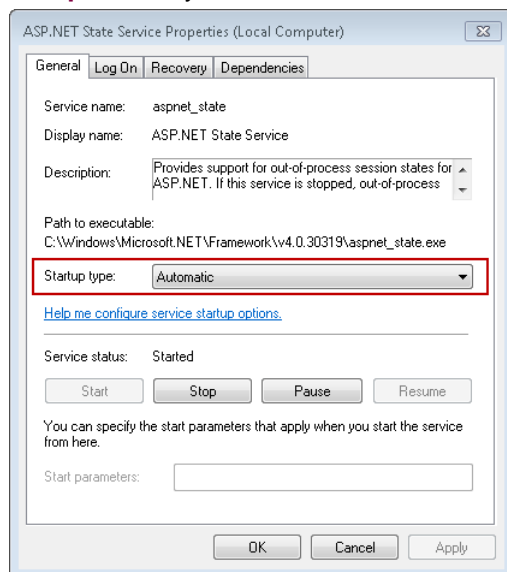 ASP.NET State Service Properties (Local Computer)
General Log On Recovery Dependencies
Service name: aspnet_state
Display name: ASP.NET State Service
Description: Provides support for out-of-process session states for
ASP.NET. If this service is stopped, out-of-process
Path to executable:
C:\Windows\Microsoft.NET\Framework\v4.0.30319\aspnet_state.exe
Startup type: Automatic
Help me configure service startup options.
Service status: Started
Start Stop Pause Resume
You can specify the start parameters that apply when you start the service
from here.
Start parameters:
OK Cancel Apply